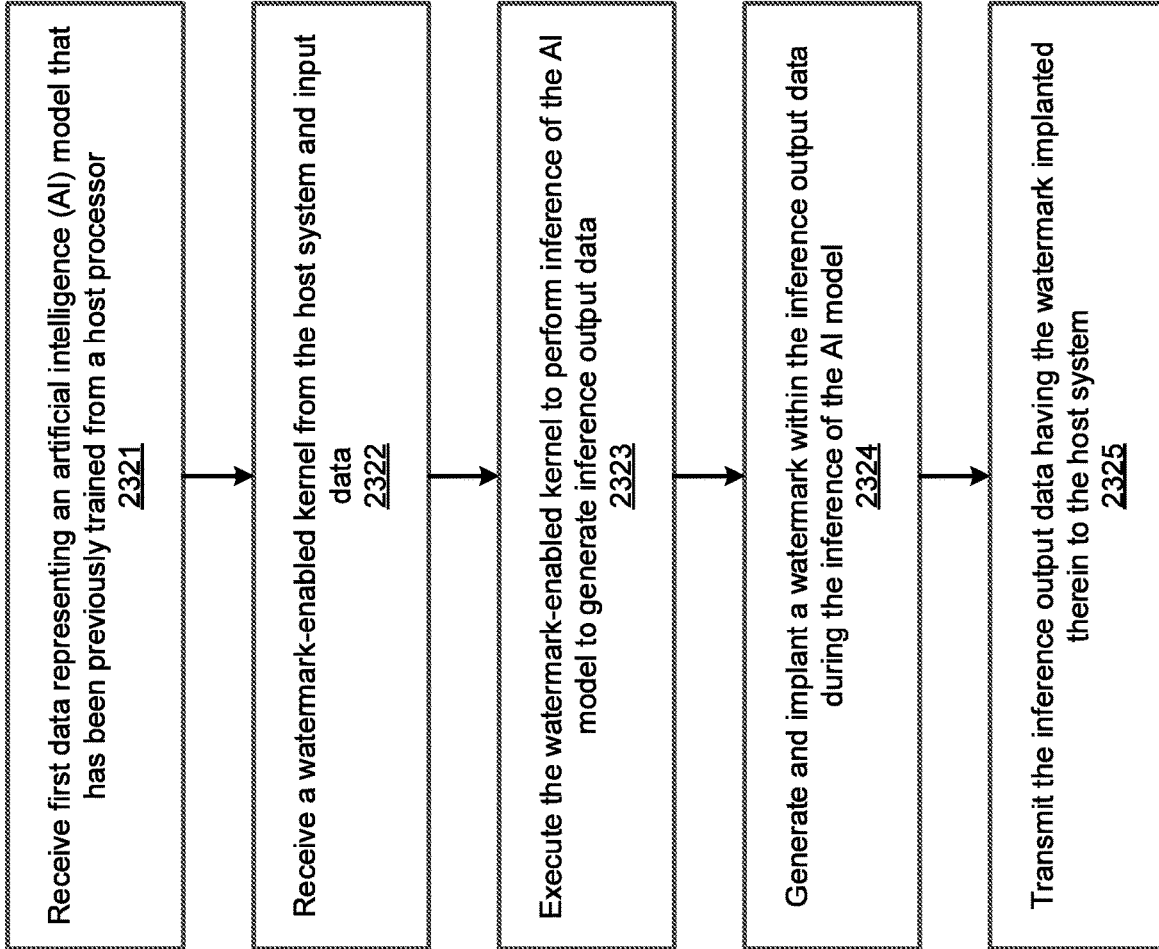 Receive first data representing an artificial intelligence (AI) model that
has been previously trained from a host processor
2321
Receive a watermark-enabled kernel from the host system and input
data
2322
Execute the watermark-enabled kernel to perform inference of the AI
model to generate inference output data
2323
Generate and implant a watermark within the inference output data
during the inference of the AI model
2324
Transmit the inference output data having the watermark implanted
therein to the host system
2325